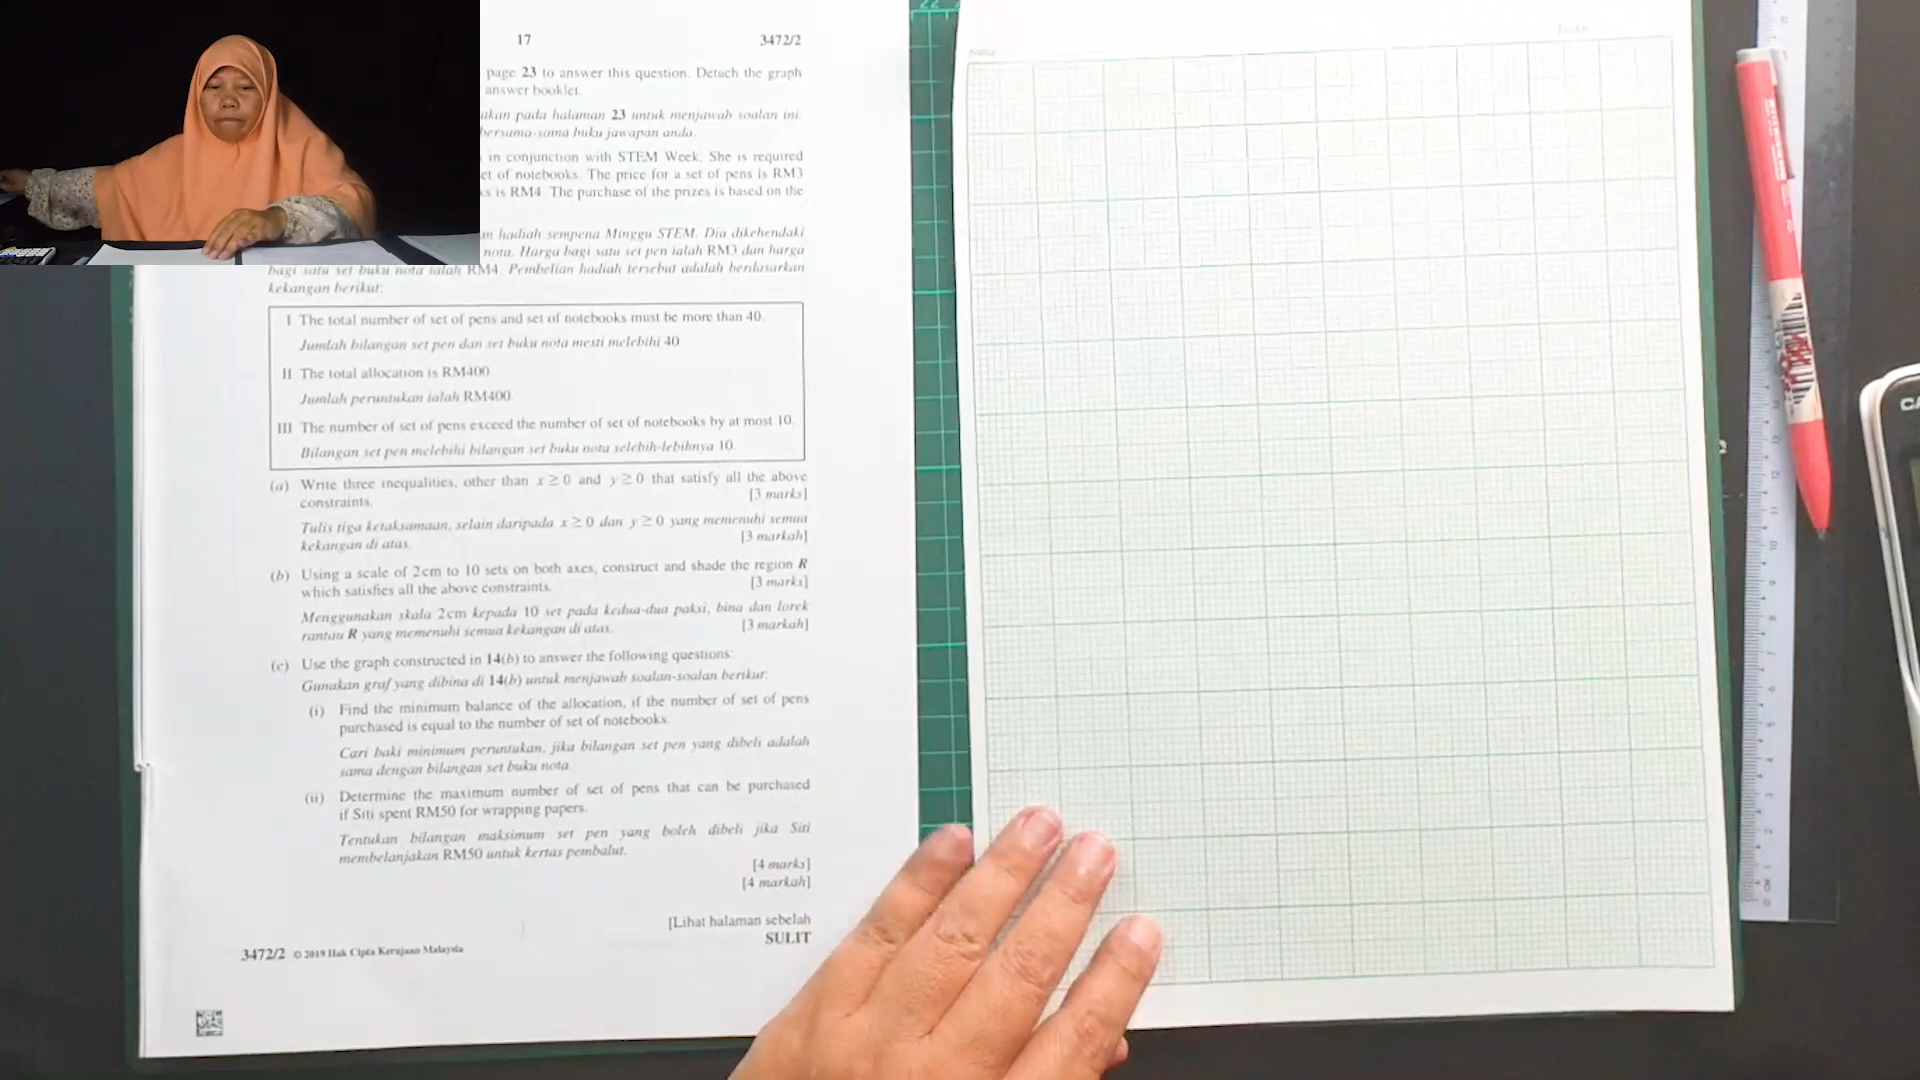 17 3472/2
page 23 to answer this question. Detach the graph
answer booklet.
akan pada halaman 23 untuk menjawab soalan ini.
bersama-sama buku jawapan anda.
in conjunction with STEM Week. She is required
et of notebooks. The price for a set of pens is RM3
ks is RM4. The purchase of the prizes is based on the
an hadiah sempena Minggu STEM. Dia dikehendaki
nota. Harga bagi satu set pen ialah RM3 dan harga
bagi satu set buku nota ialah RM4. Pembelian hadiah tersebut adalah berdasarkan
kekangan berikut:
I The total number of set of pens and set of notebooks must be more than 40.
Jumlah bilangan set pen dan set buku nota mesti melebihi 40.
II The total allocation is RM400.
Jumlah peruntukan ialah RM400.
III The number of set of pens exceed the number of set of notebooks by at most 10.
Bilangan set pen melebihi bilangan set buku nota selebih-lebihnya 10.
(a) Write three inequalities, other than x ≥ 0 and y ≥ 0 that satisfy all the above
constraints. [3 marks]
Tulis tiga ketaksamaan, selain daripada x ≥ 0 dan y ≥ 0 yang memenuhi semua
kekangan di atas. [3 markah]
(b) Using a scale of 2 cm to 10 sets on both axes, construct and shade the region R
which satisfies all the above constraints. [3 marks]
Menggunakan skala 2 cm kepada 10 set pada kedua-dua paksi, bina dan lorek
rantau R yang memenuhi semua kekangan di atas. [3 markah]
(c) Use the graph constructed in 14(b) to answer the following questions:
Gunakan graf yang dibina di 14(b) untuk menjawab soalan-soalan berikut:
(i) Find the minimum balance of the allocation, if the number of set of pens
purchased is equal to the number of set of notebooks.
Cari baki minimum peruntukan, jika bilangan set pen yang dibeli adalah
sama dengan bilangan set buku nota.
(ii) Determine the maximum number of set of pens that can be purchased
if Siti spent RM50 for wrapping papers.
Tentukan bilangan maksimum set pen yang boleh dibeli jika Siti
membelanjakan RM50 untuk kertas pembalut.
[4 marks]
[4 markah]
[Lihat halaman sebelah
SULIT
3472/2 © 2019 Hak Cipta Kerajaan Malaysia
22
CA